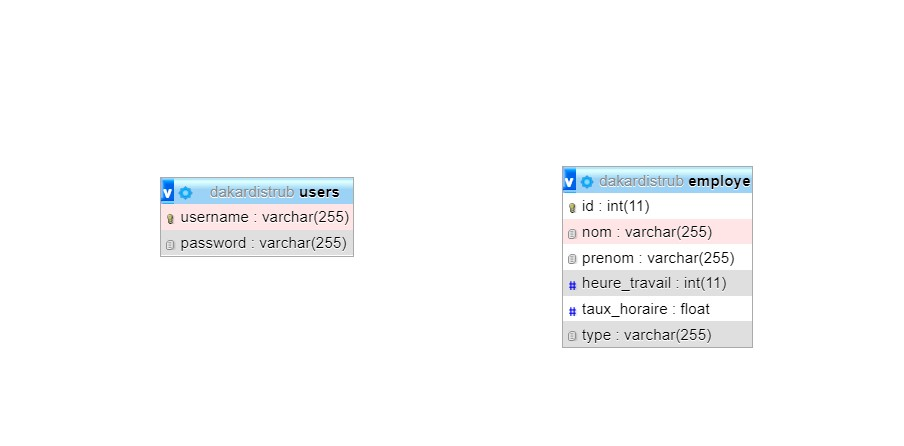 v dakardistrub users
username : varchar(255)
password : varchar(255)
v dakardistrub employe
id : int(11)
nom : varchar(255)
prenom : varchar(255)
# heure_travail : int(11)
# taux_horaire : float
type : varchar(255)